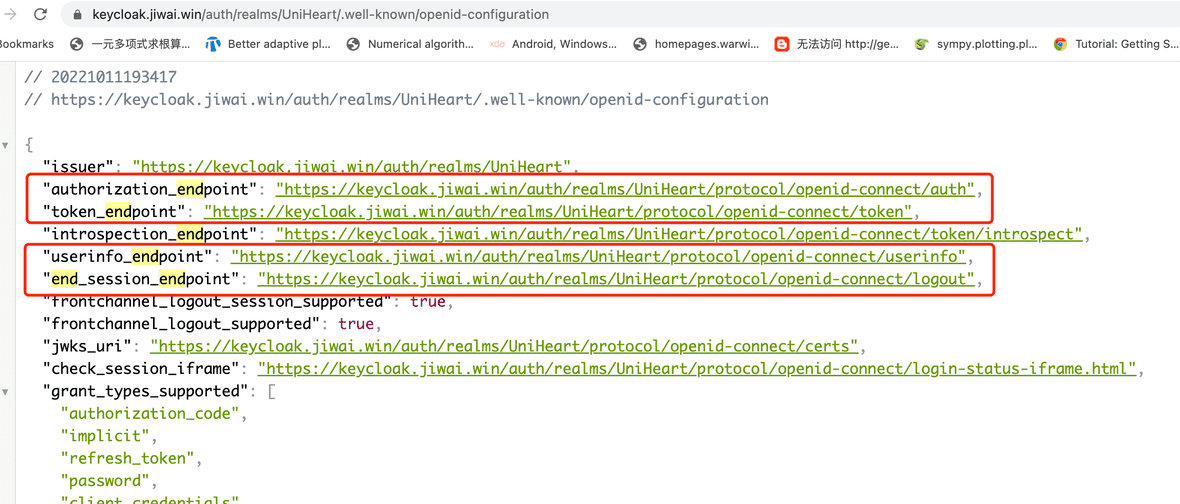 keycloak.jiwai.win/auth/realms/UniHeart/.well-known/openid-configuration
Bookmarks 一元多项式求根算... Better adaptive pl... Numerical algorith... Android, Windows... homepages.warwi... 无法访问 http://ge... sympy.plotting.pl... Tutorial: Getting S...
// 20221011193417
// https://keycloak.jiwai.win/auth/realms/UniHeart/.well-known/openid-configuration
{
"issuer": "https://keycloak.jiwai.win/auth/realms/UniHeart",
"authorization_endpoint": "https://keycloak.jiwai.win/auth/realms/UniHeart/protocol/openid-connect/auth",
"token_endpoint": "https://keycloak.jiwai.win/auth/realms/UniHeart/protocol/openid-connect/token",
"introspection_endpoint": "https://keycloak.jiwai.win/auth/realms/UniHeart/protocol/openid-connect/token/introspect",
"userinfo_endpoint": "https://keycloak.jiwai.win/auth/realms/UniHeart/protocol/openid-connect/userinfo",
"end_session_endpoint": "https://keycloak.jiwai.win/auth/realms/UniHeart/protocol/openid-connect/logout",
"frontchannel_logout_session_supported": true,
"frontchannel_logout_supported": true,
"jwks_uri": "https://keycloak.jiwai.win/auth/realms/UniHeart/protocol/openid-connect/certs",
"check_session_iframe": "https://keycloak.jiwai.win/auth/realms/UniHeart/protocol/openid-connect/login-status-iframe.html",
"grant_types_supported": [
"authorization_code",
"implicit",
"refresh_token",
"password",
"client_credentials"